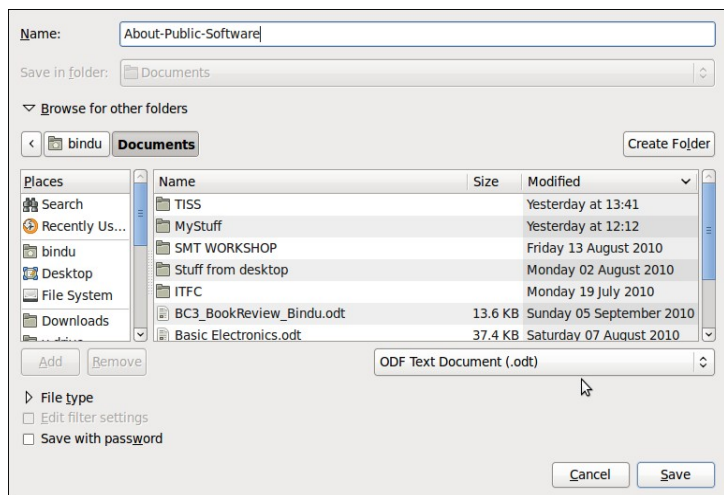 Name: About-Public-Software
Save in folder: Documents
Browse for other folders
bindu Documents Create Folder
Places Name Size Modified
Search TISS Yesterday at 13:41
Recently Us... MyStuff Yesterday at 12:12
bindu SMT WORKSHOP Friday 13 August 2010
Desktop Stuff from desktop Monday 02 August 2010
File System ITFC Monday 19 July 2010
Downloads BC3_BookReview_Bindu.odt 13.6 KB Sunday 05 September 2010
Basic Electronics.odt 37.4 KB Saturday 07 August 2010
Add Remove ODF Text Document (.odt)
File type
Edit filter settings
Save with password
Cancel Save